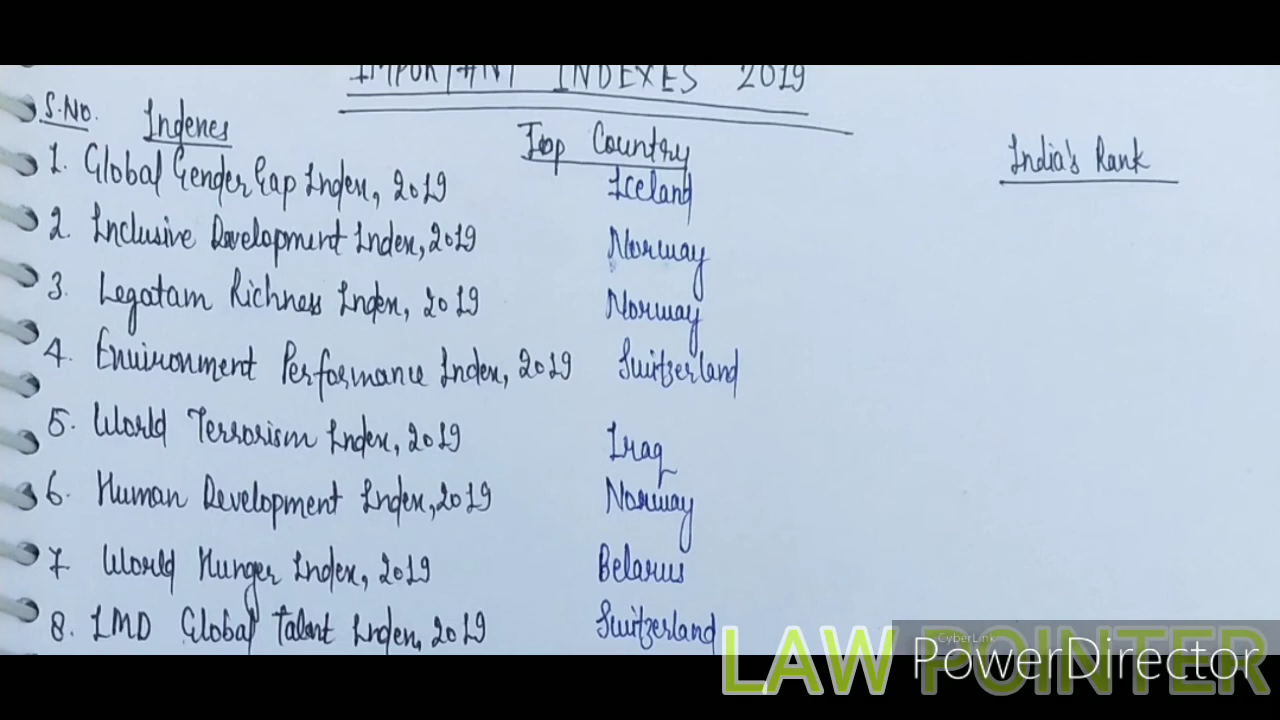 IMPORTANT INDEXES 2019
S.No. Indexes Top Country India's Rank
1. Global Gender Gap Index, 2019 Iceland
2. Inclusive Development Index, 2019 Norway
3. Legatam Richness Index, 2019 Norway
4. Environment Performance Index, 2019 Switzerland
5. World Terrorism Index, 2019 Iraq
6. Human Development Index, 2019 Norway
7 World Hunger Index, 2019 Belarus
8. IMD Global Talent Index, 2019 Switzerland
LAW POINTER
CyberLink
PowerDirector